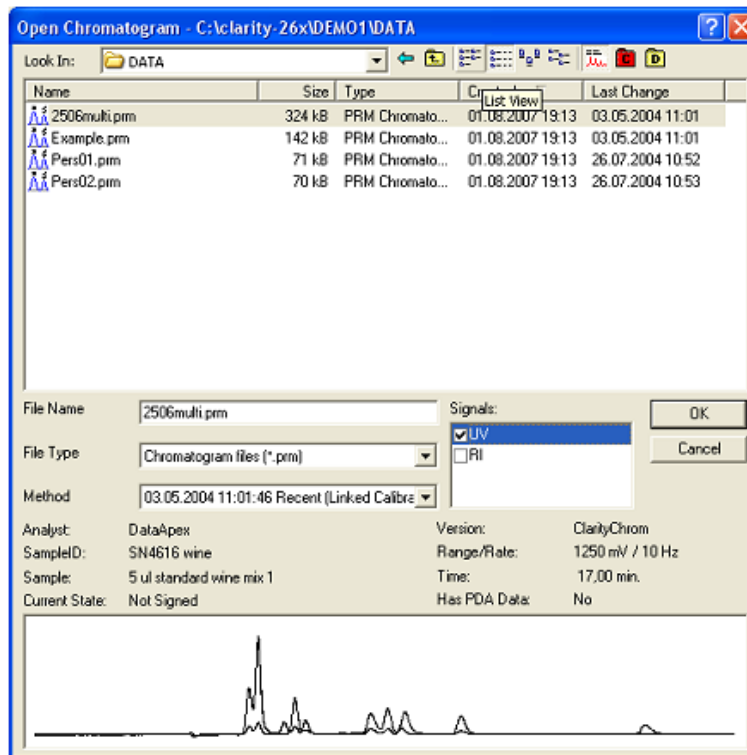 Open Chromatogram - C:\clarity-26x\DEMO1\DATA
Look In: DATA
Name Size Type Last Change
List View
2506multi.prm 324 kB PRM Chromato... 01.08.2007 19:13 03.05.2004 11:01
Example.prm 142 kB PRM Chromato... 01.08.2007 19:13 03.05.2004 11:01
Pers01.prm 71 kB PRM Chromato... 01.08.2007 19:13 26.07.2004 10:52
Pers02.prm 70 kB PRM Chromato... 01.08.2007 19:13 26.07.2004 10:53
File Name 2506multi.prm Signals: OK
UV
File Type Chromatogram files (*.prm) RI Cancel
Method 03.05.2004 11:01:46 Recent (Linked Calibra
Analyst: DataApex Version: ClarityChrom
SampleID: SN4616 wine Range/Rate: 1250 mV / 10 Hz
Sample: 5 ul standard wine mix 1 Time: 17,00 min.
Current State: Not Signed Has PDA Data: No